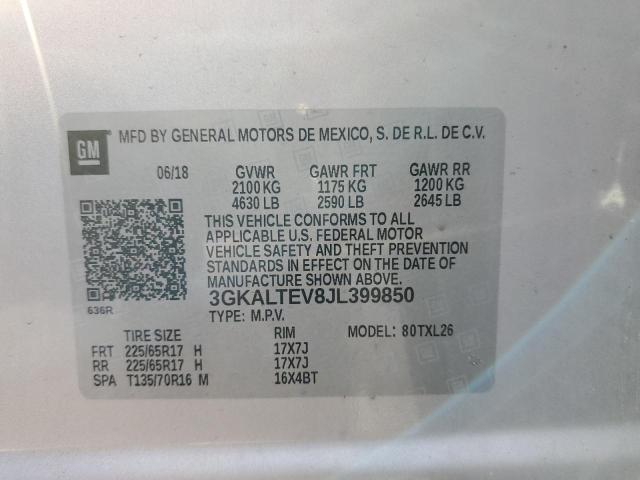 GM
MFD BY GENERAL MOTORS DE MEXICO, S. DE R.L. DE C.V.
06/18 GVWR GAWR FRT GAWR RR
2100 KG 1175 KG 1200 KG
4630 LB 2590 LB 2645 LB
THIS VEHICLE CONFORMS TO ALL
APPLICABLE U.S. FEDERAL MOTOR
VEHICLE SAFETY AND THEFT PREVENTION
STANDARDS IN EFFECT ON THE DATE OF
MANUFACTURE SHOWN ABOVE.
636R
3GKALTEV8JL399850
TYPE: M.P.V.
TIRE SIZE RIM MODEL: 80TXL26
FRT 225/65R17 H 17X7J
RR 225/65R17 H 17X7J
SPA T135/70R16 M 16X4BT